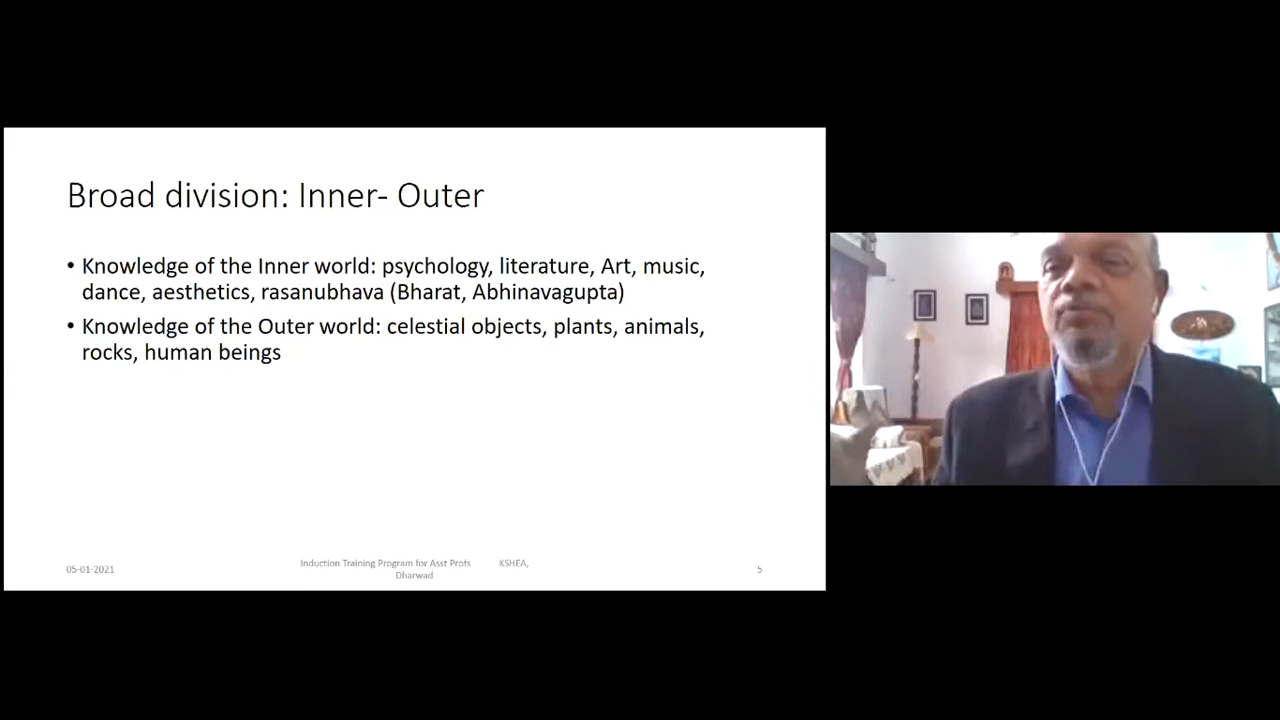 Broad division: Inner- Outer
• Knowledge of the Inner world: psychology, literature, Art, music,
dance, aesthetics, rasanubhava (Bharat, Abhinavagupta)
• Knowledge of the Outer world: celestial objects, plants, animals,
rocks, human beings
05-01-2021
Induction Training Program for Asst Profs KSHEA,
Dharwad
5